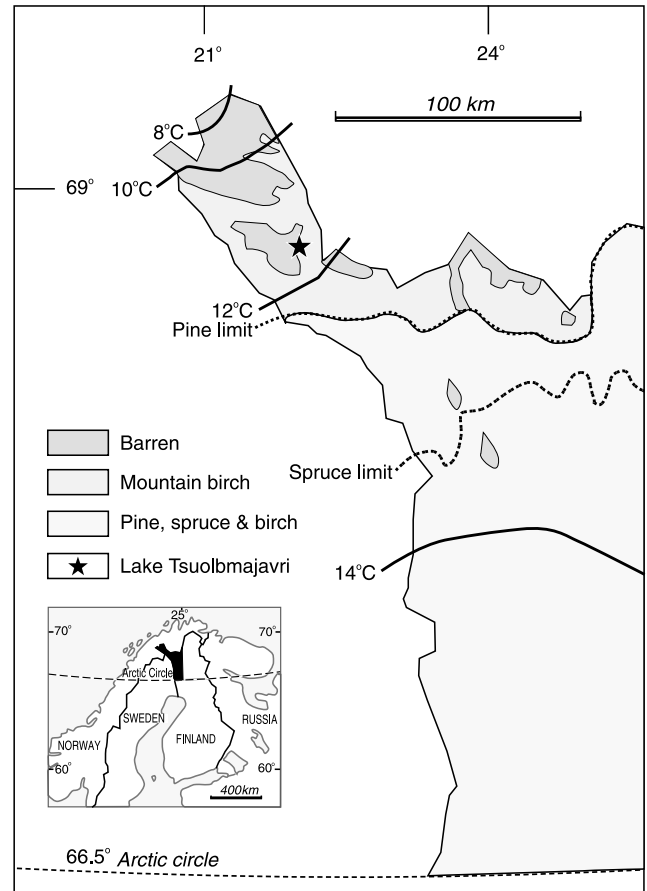 21°
24°
100 km
8°C
69°
10°C
12°C
Pine limit
Barren
Mountain birch
Spruce limit
Pine, spruce & birch
Lake Tsuolbmajavri
14°C
25°
70°
70°
Arctic Circle
SWEDEN
RUSSIA
NORWAY
FINLAND
60°
60°
400km
66.5° Arctic circle